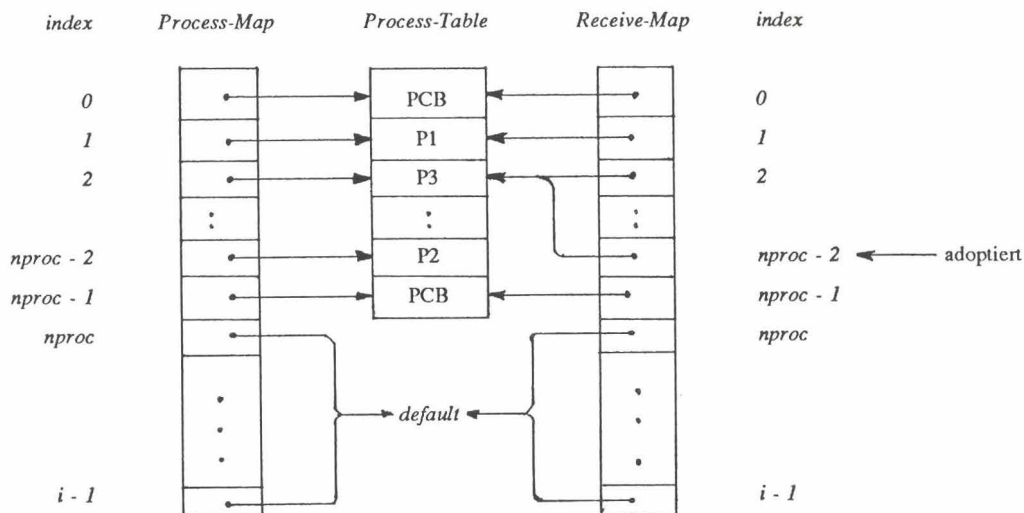 index Process-Map Process-Table Receive-Map index
0 PCB 0
1 P1 1
2 P3 2
nproc - 2 P2 nproc - 2 adoptiert
nproc - 1 PCB nproc - 1
nproc nproc
default
i - 1 i - 1